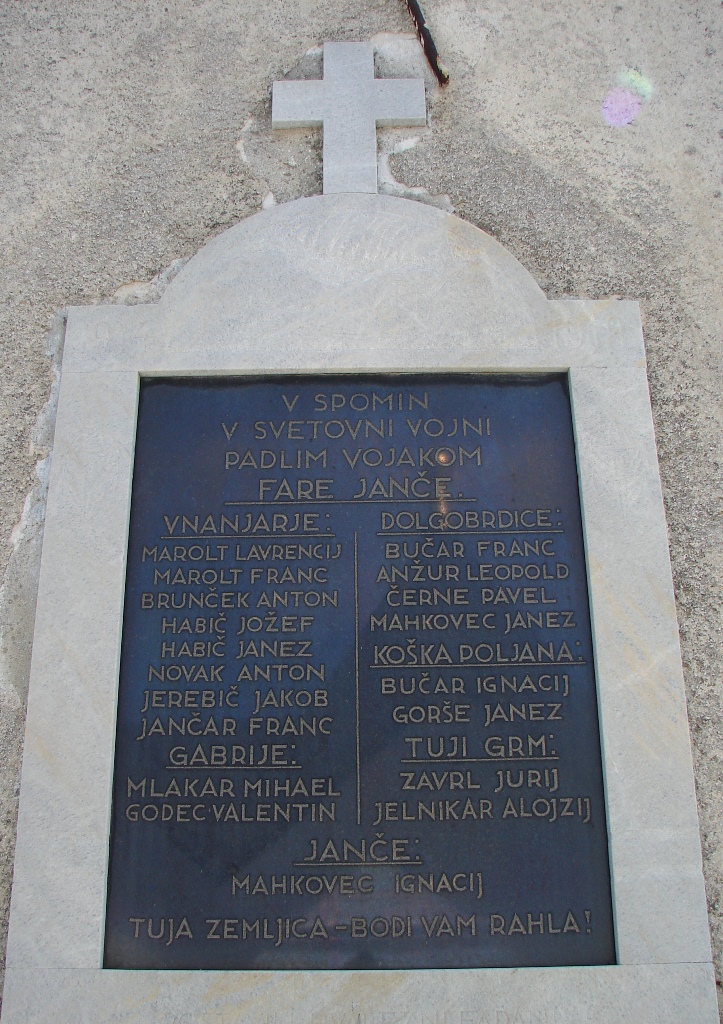 V SPOMIN
V SVETOVNI VOJNI
PADLIM VOJAKOM
FARE JANČE.
VNANJARJE:
MAROLT LAVRENCIJ
MAROLT FRANC
BRUNČEK ANTON
HABIČ JOŽEF
HABIČ JANEZ
NOVAK ANTON
JEREBIČ JAKOB
JANČAR FRANC
GABRIJE:
MLAKAR MIHAEL
GODEC VALENTIN
DOLGOBRDICE:
BUČAR FRANC
ANŽUR LEOPOLD
ČERNE PAVEL
MAHKOVEC JANEZ
KOŠKA POLJANA:
BUČAR IGNACIJ
GORŠE JANEZ
TUJI GRM:
ZAVRL JURIJ
JELNIKAR ALOJZIJ
JANČE:
MAHKOVEC IGNACIJ
TUJA ZEMLJICA - BODI VAM RAHLA!